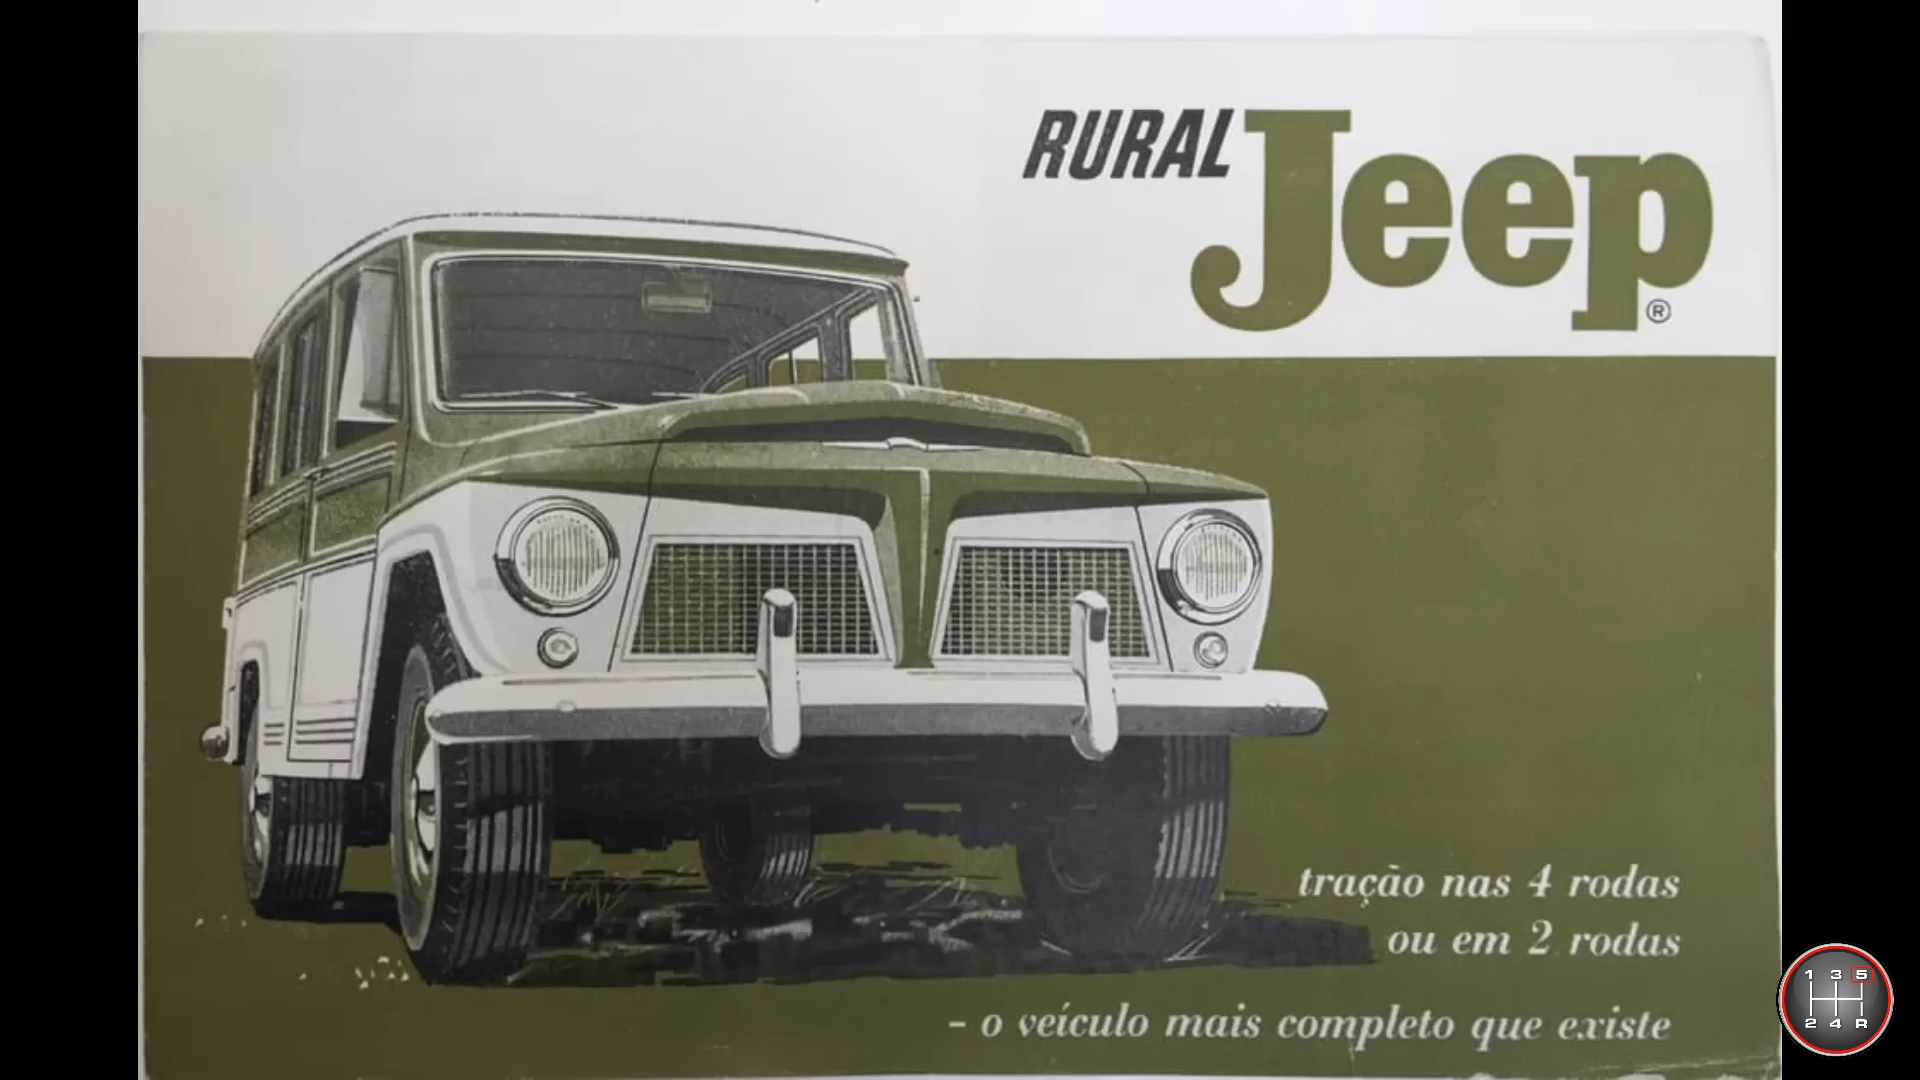 RURAL Jeep
®
tração nas 4 rodas
ou em 2 rodas
- o veículo mais completo que existe
1 3 5
2 4 R